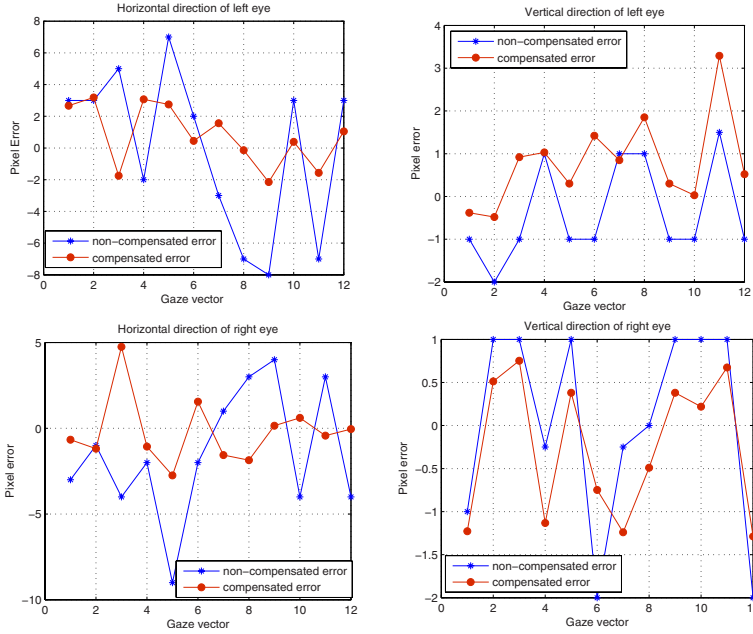 Horizontal direction of left eye
8
6
4
2
0
−2
−4
−6
−8
Pixel Error
non−compensated error
compensated error
0 2 4 6 8 10 12
Gaze vector
Vertical direction of left eye
4
3
2
1
0
−1
−2
Pixel error
non−compensated error
compensated error
0 2 4 6 8 10 12
Gaze vector
Horizontal direction of right eye
5
0
−5
−10
Pixel error
non−compensated error
compensated error
0 2 4 6 8 10 12
Gaze vector
Vertical direction of right eye
1
0.5
0
−0.5
−1
−1.5
−2
Pixel error
non−compensated error
compensated error
0 2 4 6 8 10 12
Gaze vector